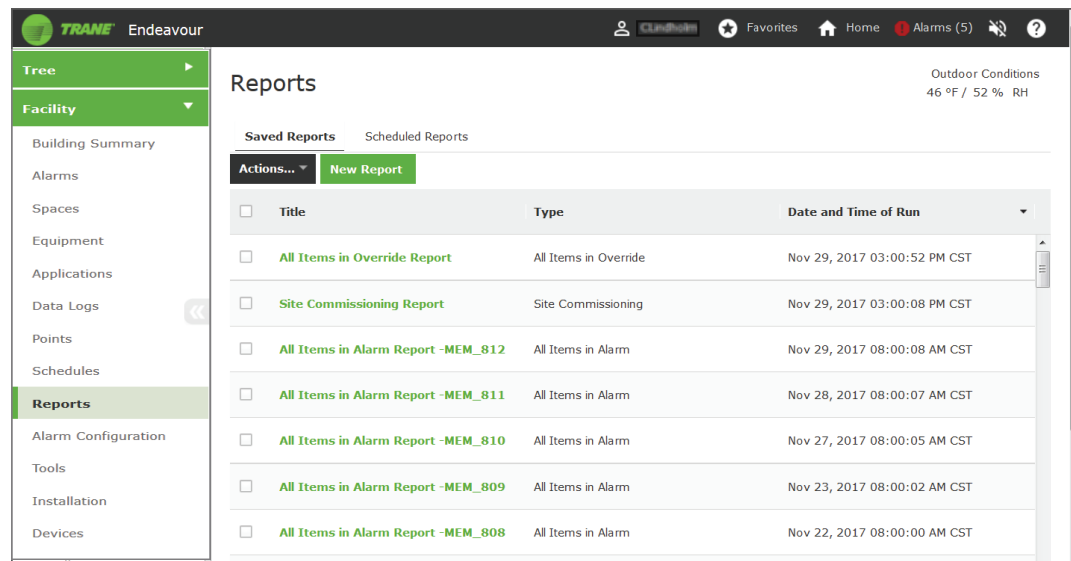 TRANE Endeavour Favorites Home Alarms (5) ?
Tree
Facility
Building Summary
Alarms
Spaces
Equipment
Applications
Data Logs
Points
Schedules
Reports
Alarm Configuration
Tools
Installation
Devices
Reports
Outdoor Conditions
46 ºF / 52 % RH
Saved Reports Scheduled Reports
Actions... New Report
Title Type Date and Time of Run
All Items in Override Report All Items in Override Nov 29, 2017 03:00:52 PM CST
Site Commissioning Report Site Commissioning Nov 29, 2017 03:00:08 PM CST
All Items in Alarm Report -MEM_812 All Items in Alarm Nov 29, 2017 08:00:08 AM CST
All Items in Alarm Report -MEM_811 All Items in Alarm Nov 28, 2017 08:00:07 AM CST
All Items in Alarm Report -MEM_810 All Items in Alarm Nov 27, 2017 08:00:05 AM CST
All Items in Alarm Report -MEM_809 All Items in Alarm Nov 23, 2017 08:00:02 AM CST
All Items in Alarm Report -MEM_808 All Items in Alarm Nov 22, 2017 08:00:00 AM CST